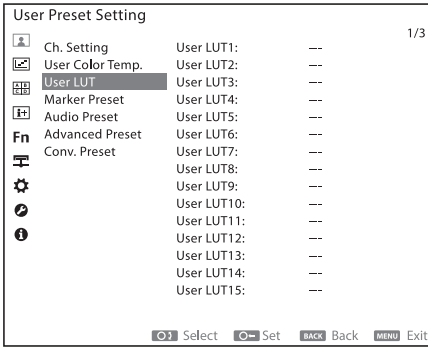 User Preset Setting
1/3
Ch. Setting User LUT1: ---
User Color Temp. User LUT2: ---
User LUT User LUT3: ---
Marker Preset User LUT4: ---
Audio Preset User LUT5: ---
Advanced Preset User LUT6: ---
Conv. Preset User LUT7: ---
User LUT8: ---
User LUT9: ---
User LUT10: ---
User LUT11: ---
User LUT12: ---
User LUT13: ---
User LUT14: ---
User LUT15: ---
A B
C D
i+
Fn
Select Set BACK Back MENU Exit